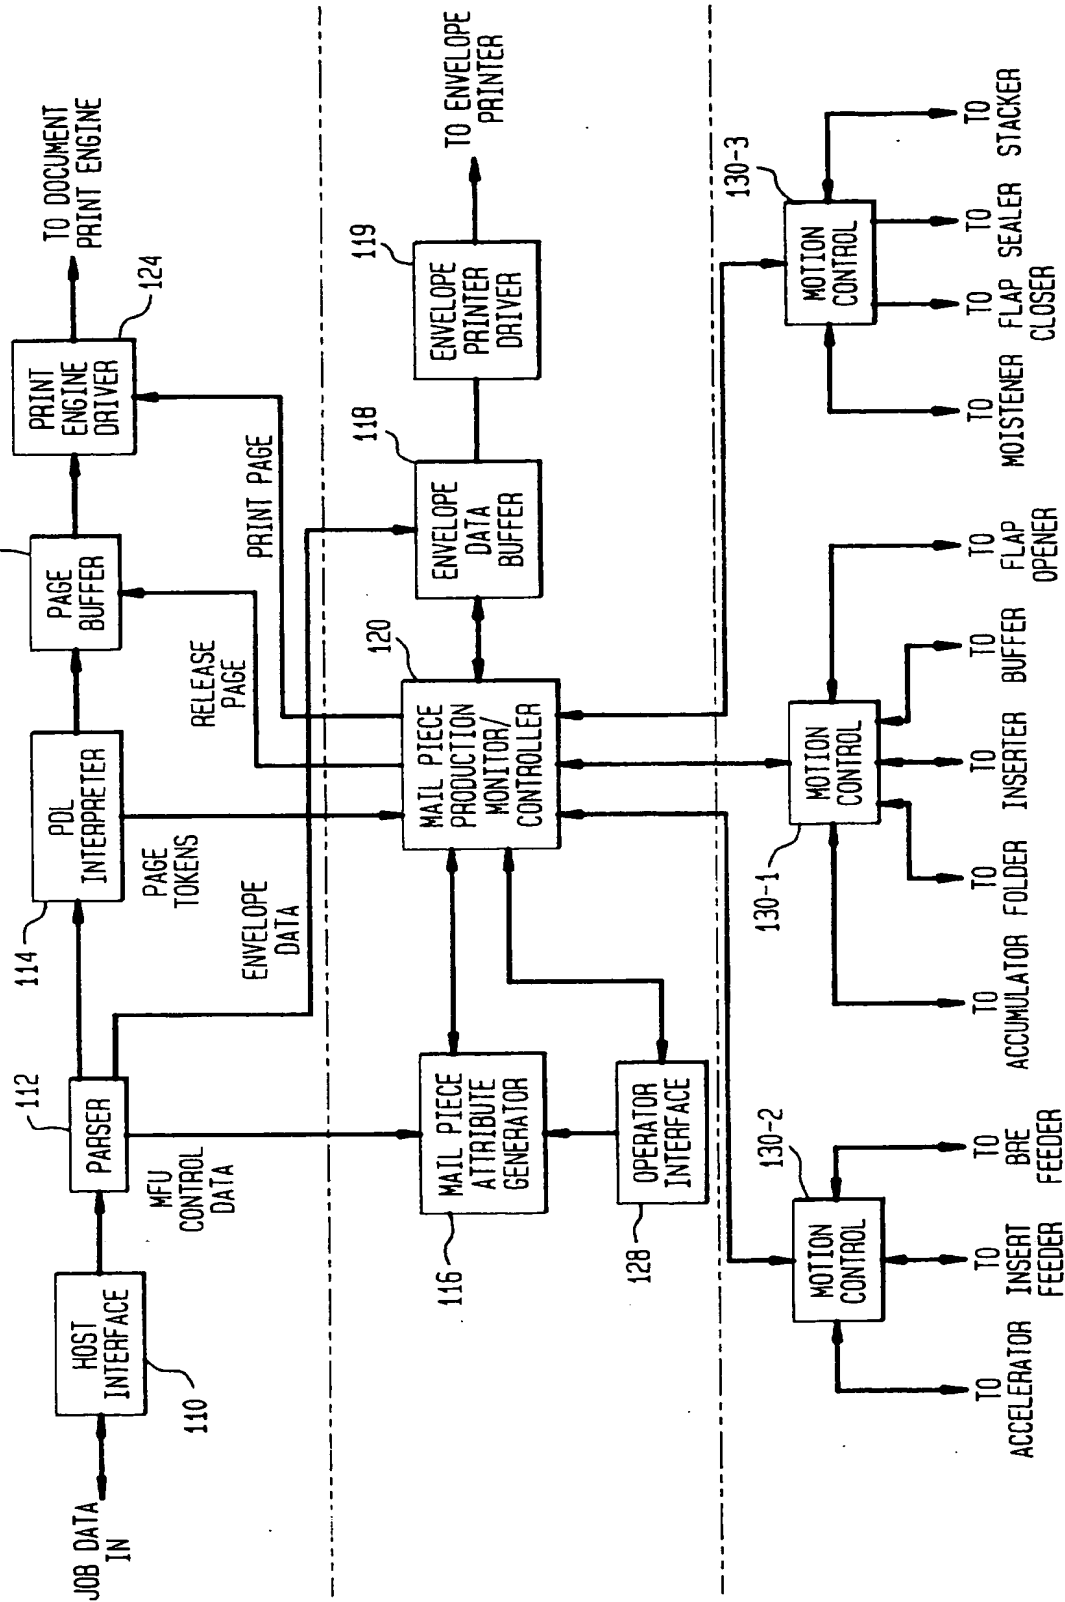 JOB DATA
IN
HOST
INTERFACE
110
PARSER
112
MFU
CONTROL
DATA
PDL
INTERPRETER
114
PAGE
TOKENS
ENVELOPE
DATA
PAGE
BUFFER
RELEASE
PAGE
PRINT
ENGINE
DRIVER
124
PRINT PAGE
TO DOCUMENT
PRINT ENGINE
MAIL PIECE
ATTRIBUTE
GENERATOR
116
OPERATOR
INTERFACE
128
MAIL PIECE
PRODUCTION
MONITOR/
CONTROLLER
120
ENVELOPE
DATA
BUFFER
118
ENVELOPE
PRINTER
DRIVER
119
TO ENVELOPE
PRINTER
MOTION
CONTROL
130-2
TO
ACCELERATOR
TO
INSERT
FEEDER
TO
BRE
FEEDER
MOTION
CONTROL
130-1
TO
ACCUMULATOR
TO
FOLDER
TO
INSERTER
TO
BUFFER
TO
FLAP
OPENER
MOTION
CONTROL
130-3
TO
MOISTENER
TO
FLAP
CLOSER
TO
SEALER
TO
STACKER